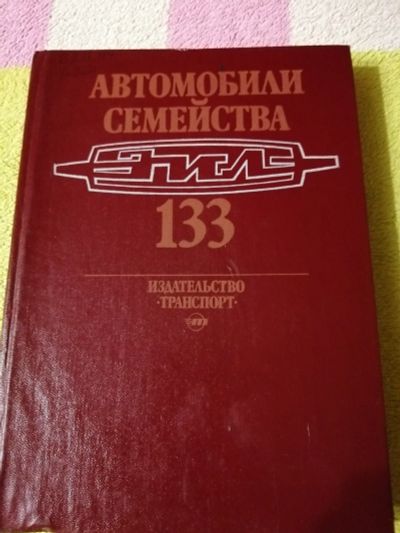 АВТОМОБИЛИ
СЕМЕЙСТВА
ЗИЛ
133
ИЗДАТЕЛЬСТВО
·ТРАНСПОРТ·